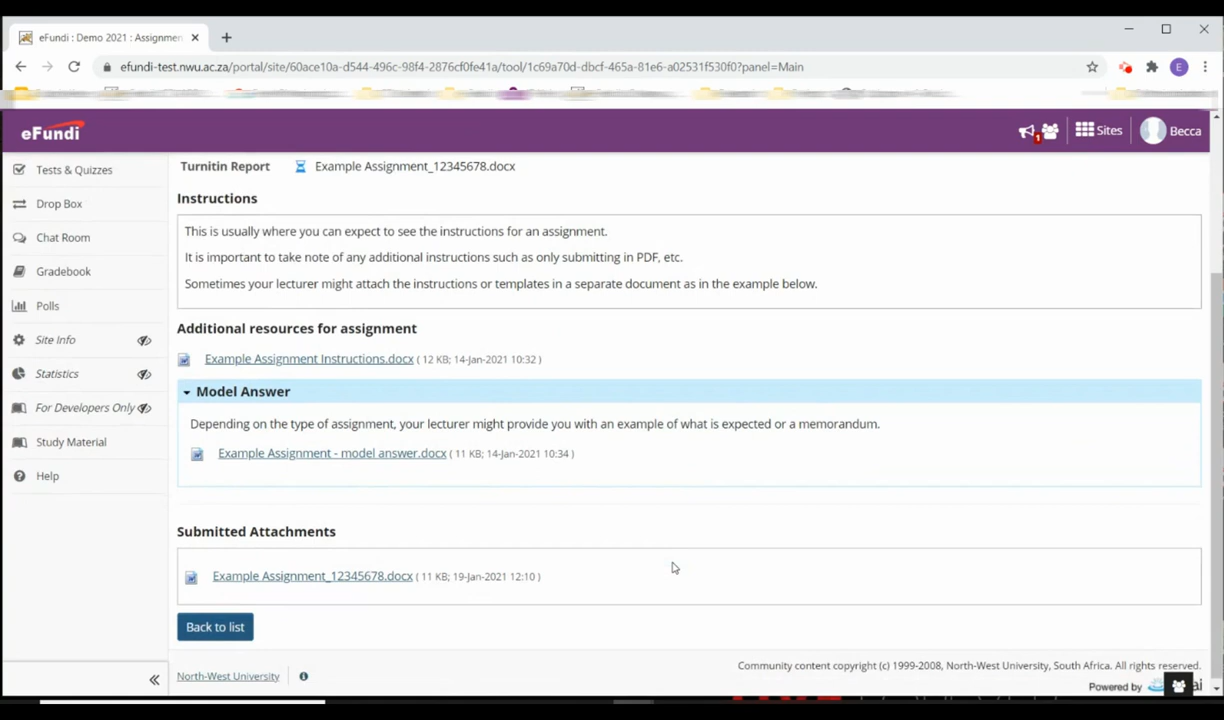 eFundi : Demo 2021 : Assignmen
efundi-test.nwu.ac.za/portal/site/60ace10a-d544-496c-98f4-2876cf0fe41a/tool/1c69a70d-dbcf-465a-81e6-a02531f530f0?panel=Main
E
eFundi
1
Sites
Becca
Tests & Quizzes
Drop Box
Chat Room
Gradebook
Polls
Site Info
Statistics
For Developers Only
Study Material
Help
Turnitin Report Example Assignment_12345678.docx
Instructions
This is usually where you can expect to see the instructions for an assignment.
It is important to take note of any additional instructions such as only submitting in PDF, etc.
Sometimes your lecturer might attach the instructions or templates in a separate document as in the example below.
Additional resources for assignment
Example Assignment Instructions.docx ( 12 KB; 14-Jan-2021 10:32 )
Model Answer
Depending on the type of assignment, your lecturer might provide you with an example of what is expected or a memorandum.
Example Assignment - model answer.docx ( 11 KB; 14-Jan-2021 10:34 )
Submitted Attachments
Example Assignment_12345678.docx ( 11 KB; 19-Jan-2021 12:10 )
Back to list
North-West University
Community content copyright (c) 1999-2008, North-West University, South Africa. All rights reserved.
Powered by